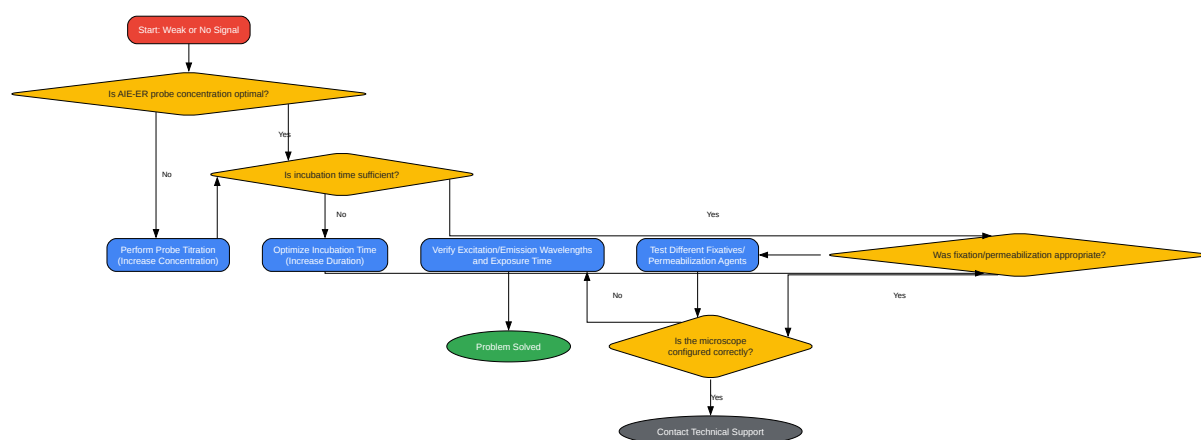 Start: Weak or No Signal
Is AIE-ER probe concentration optimal?
Yes
No
Is incubation time sufficient?
No
Yes
Perform Probe Titration
(Increase Concentration)
Optimize Incubation Time
(Increase Duration)
Verify Excitation/Emission Wavelengths
and Exposure Time
Test Different Fixatives/
Permeabilization Agents
Was fixation/permeabilization appropriate?
No
Yes
Problem Solved
Is the microscope
configured correctly?
Yes
Contact Technical Support